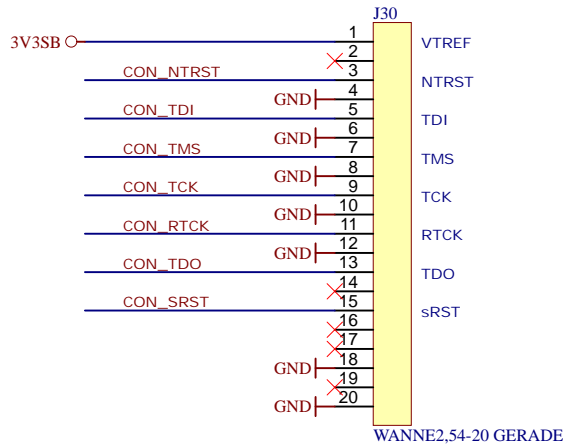 J30
3V3SB
1
VTREF
2
CON_NTRST
3
NTRST
GND
4
CON_TDI
5
TDI
GND
6
CON_TMS
7
TMS
GND
8
CON_TCK
9
TCK
GND
10
CON_RTCK
11
RTCK
GND
12
CON_TDO
13
TDO
14
CON_SRST
15
sRST
16
17
GND
18
19
GND
20
WANNE2,54-20 GERADE